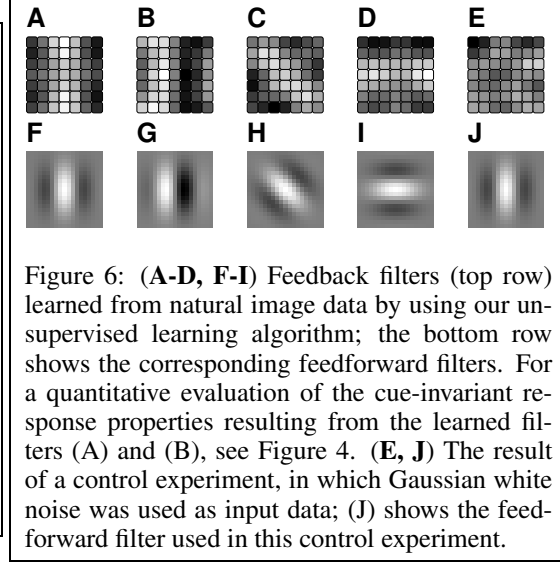 A B C D E
F G H I J
Figure 6: (A-D, F-I) Feedback filters (top row)
learned from natural image data by using our un-
supervised learning algorithm; the bottom row
shows the corresponding feedforward filters. For
a quantitative evaluation of the cue-invariant re-
sponse properties resulting from the learned fil-
ters (A) and (B), see Figure 4. (E, J) The result
of a control experiment, in which Gaussian white
noise was used as input data; (J) shows the feed-
forward filter used in this control experiment.